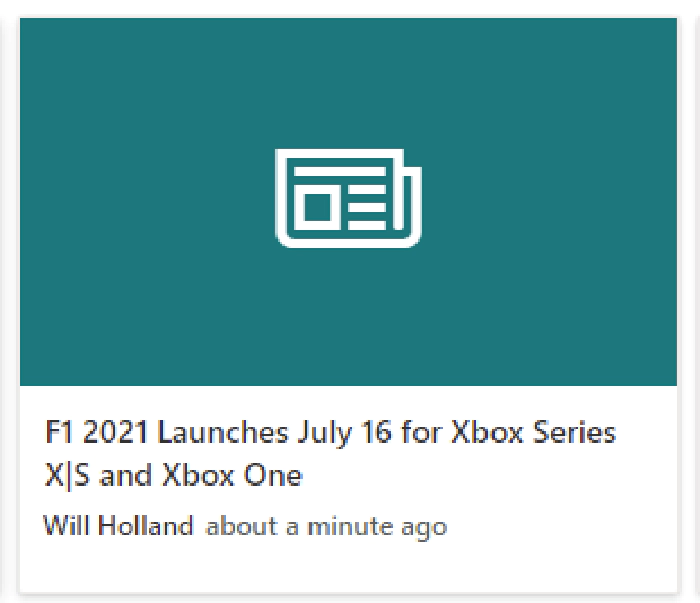 F1 2021 Launches July 16 for Xbox Series
X|S and Xbox One
Will Holland about a minute ago